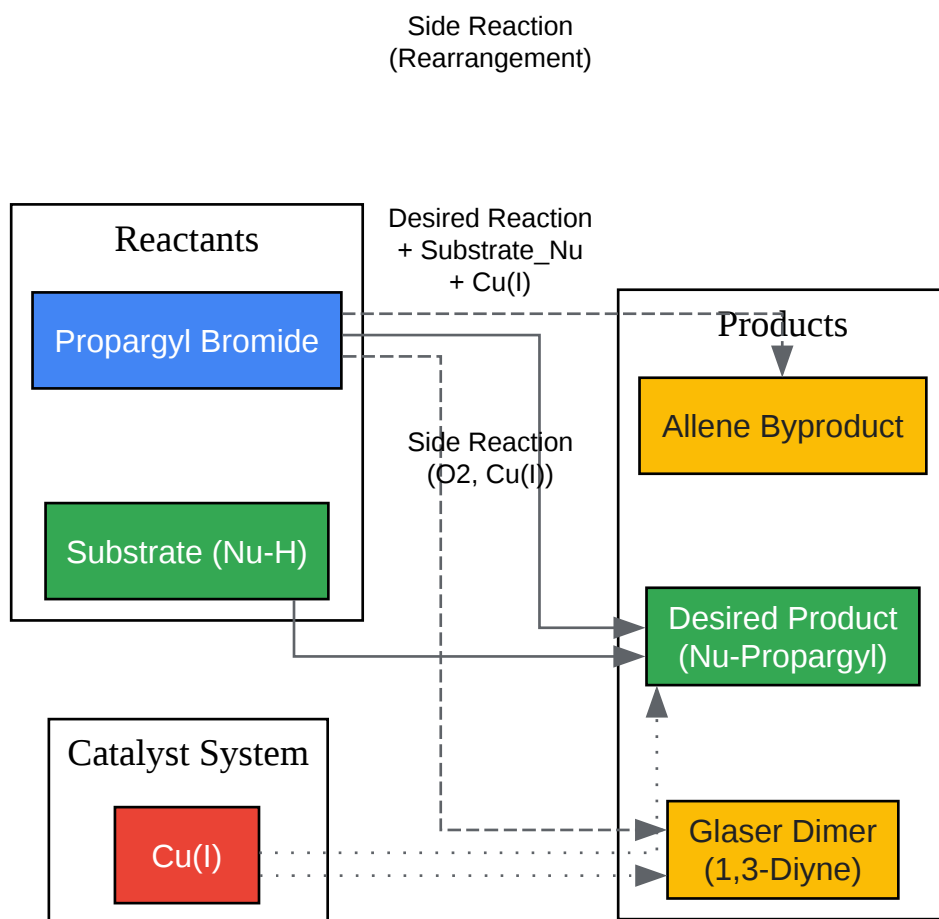 Side Reaction
(Rearrangement)
Reactants
Desired Reaction
+ Substrate_Nu
+ Cu(I)
Propargyl Bromide
Products
Allene Byproduct
Side Reaction
(O2, Cu(I))
Substrate (Nu-H)
Desired Product
(Nu-Propargyl)
Catalyst System
Cu(I)
Glaser Dimer
(1,3-Diyne)